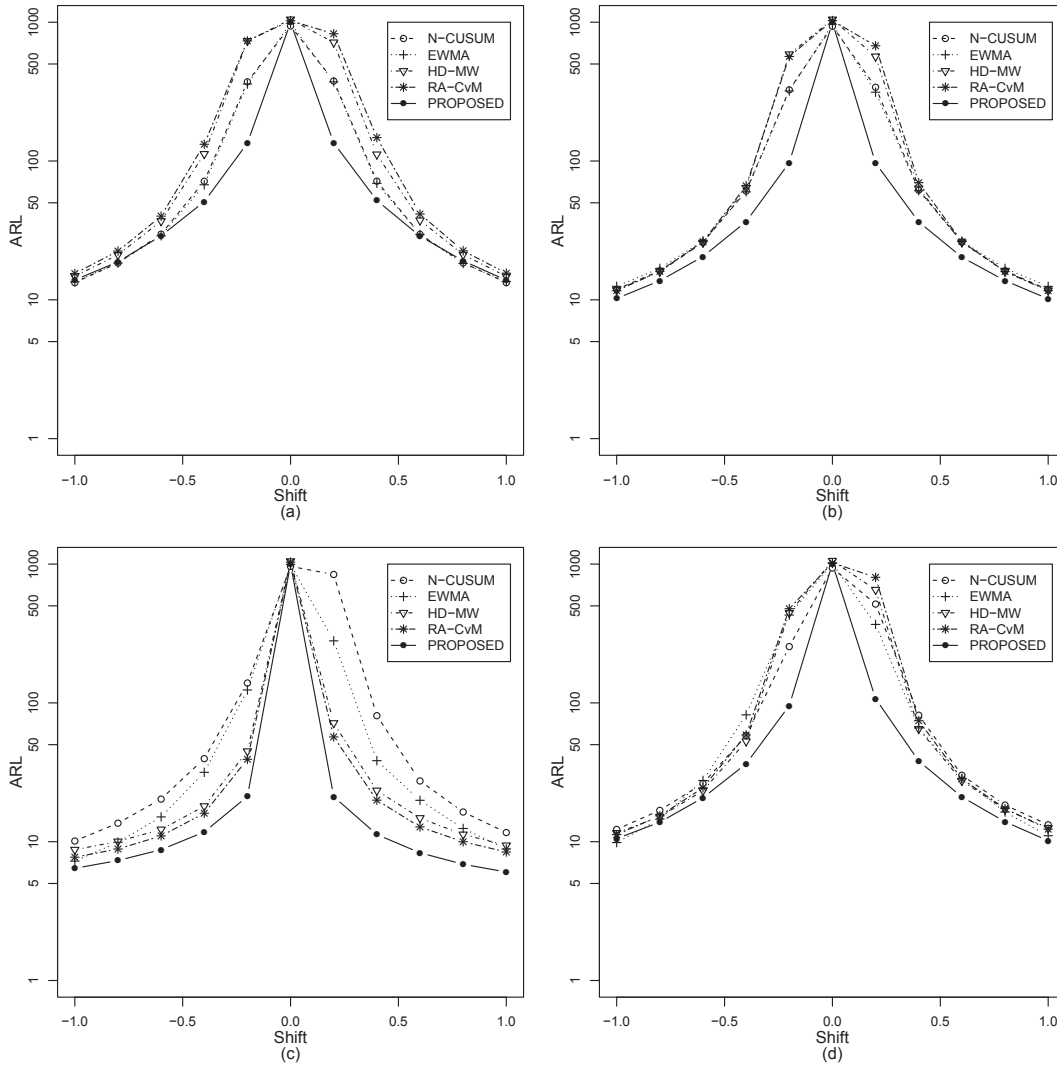 1000
500
100
50
10
5
1
ARL
N−CUSUM
EWMA
HD−MW
RA−CvM
PROPOSED
−1.0 −0.5 0.0 0.5 1.0
Shift
(a)
1000
500
100
50
10
5
1
ARL
N−CUSUM
EWMA
HD−MW
RA−CvM
PROPOSED
−1.0 −0.5 0.0 0.5 1.0
Shift
(b)
1000
500
100
50
10
5
1
ARL
N−CUSUM
EWMA
HD−MW
RA−CvM
PROPOSED
−1.0 −0.5 0.0 0.5 1.0
Shift
(c)
1000
500
100
50
10
5
1
ARL
N−CUSUM
EWMA
HD−MW
RA−CvM
PROPOSED
−1.0 −0.5 0.0 0.5 1.0
Shift
(d)